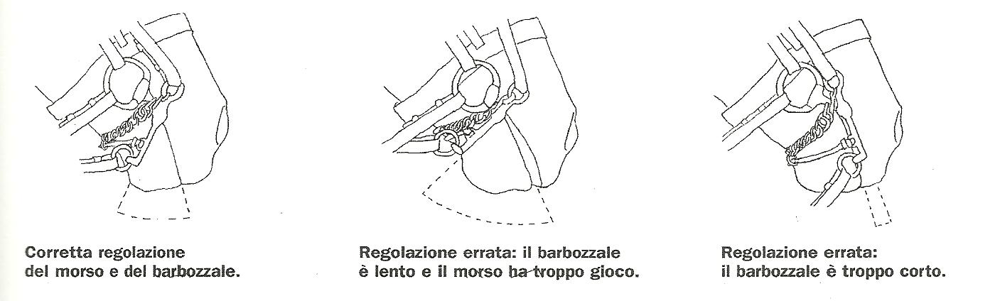 Corretta regolazione
del morso e del barbozzale.
Regolazione errata: il barbozzale
è lento e il morso ha troppo gioco.
Regolazione errata:
il barbozzale è troppo corto.